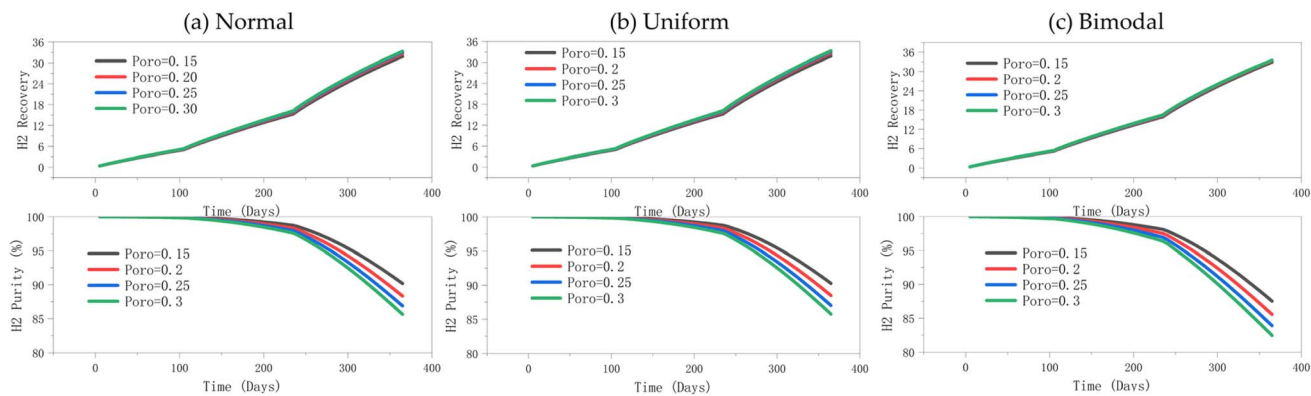 (a) Normal
(b) Uniform
(c) Bimodal
H2 Recovery
36
30
24
18
12
6
0
Poro=0.15
Poro=0.20
Poro=0.25
Poro=0.30
0
100
200
300
400
Time (Days)
H2 Recovery
36
30
24
18
12
6
0
Poro=0.15
Poro=0.2
Poro=0.25
Poro=0.3
0
100
200
300
400
Time (Days)
H2 Recovery
36
30
24
18
12
6
0
Poro=0.15
Poro=0.2
Poro=0.25
Poro=0.3
0
100
200
300
400
Time (Days)
H2 Purity (%)
100
95
90
85
80
Poro=0.15
Poro=0.2
Poro=0.25
Poro=0.3
0
100
200
300
400
Time (Days)
H2 Purity (%)
100
95
90
85
80
Poro=0.15
Poro=0.2
Poro=0.25
Poro=0.3
0
100
200
300
400
Time (Days)
H2 Purity (%)
100
95
90
85
80
Poro=0.15
Poro=0.2
Poro=0.25
Poro=0.3
0
100
200
300
400
Time (Days)